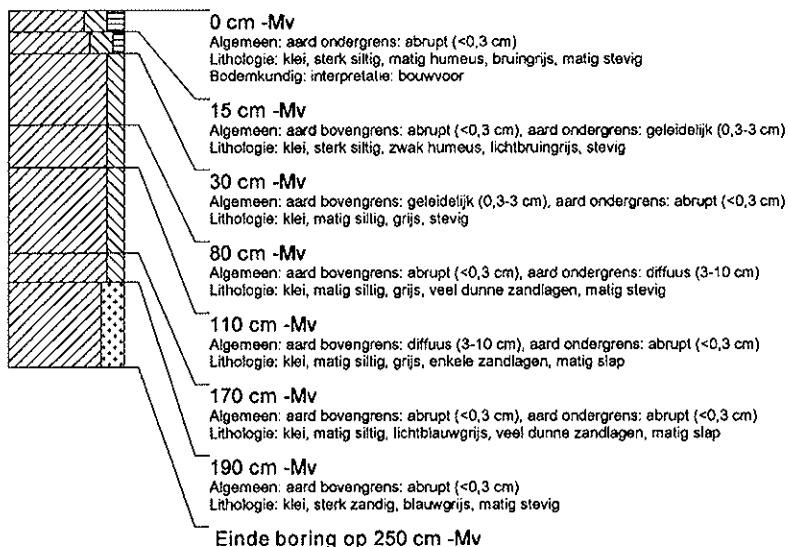 0 cm -Mv
Algemeen: aard ondergrens: abrupt (<0,3 cm)
Lithologie: klei, sterk siltig, matig humeus, bruingrijs, matig stevig
Bodemkundig: interpretatie: bouwvoor
15 cm -Mv
Algemeen: aard bovengrens: abrupt (<0,3 cm), aard ondergrens: geleidelijk (0,3-3 cm)
Lithologie: klei, sterk siltig, zwak humeus, lichtbruingrijs, stevig
30 cm -Mv
Algemeen: aard bovengrens: geleidelijk (0,3-3 cm), aard ondergrens: abrupt (<0,3 cm)
Lithologie: klei, matig siltig, grijs, stevig
80 cm -Mv
Algemeen: aard bovengrens: abrupt (<0,3 cm), aard ondergrens: diffuus (3-10 cm)
Lithologie: klei, matig siltig, grijs, veel dunne zandlagen, matig stevig
110 cm -Mv
Algemeen: aard bovengrens: diffuus (3-10 cm), aard ondergrens: abrupt (<0,3 cm)
Lithologie: klei, matig siltig, grijs, enkele zandlagen, matig slap
170 cm -Mv
Algemeen: aard bovengrens: abrupt (<0,3 cm), aard ondergrens: abrupt (<0,3 cm)
Lithologie: klei, matig siltig, lichtblauwgrijs, veel dunne zandlagen, matig slap
190 cm -Mv
Algemeen: aard bovengrens: abrupt (<0,3 cm)
Lithologie: klei, sterk zandig, blauwgrijs, matig stevig
Einde boring op 250 cm -Mv